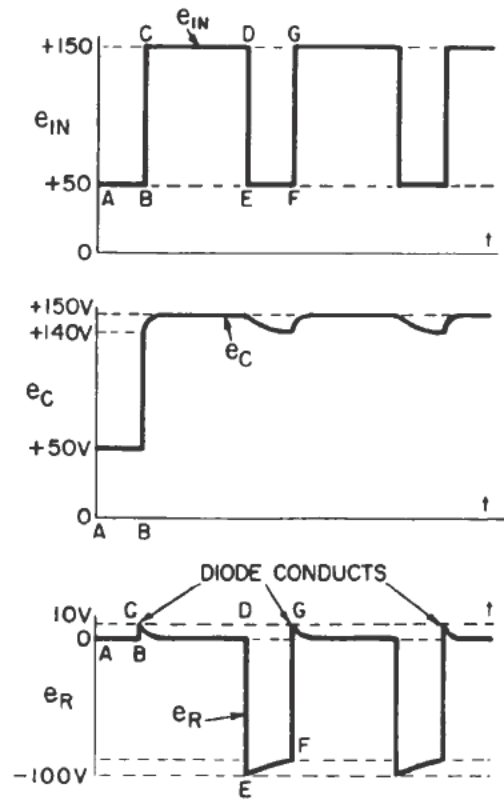 C e_IN D G
+150
e_IN
+50
A B E F
0 t
+150V
+140V
e_C
e_C
+50V
0 t
A B
DIODE CONDUCTS
C D G t
10V
0
A B
e_R
e_R
F
-100V
E